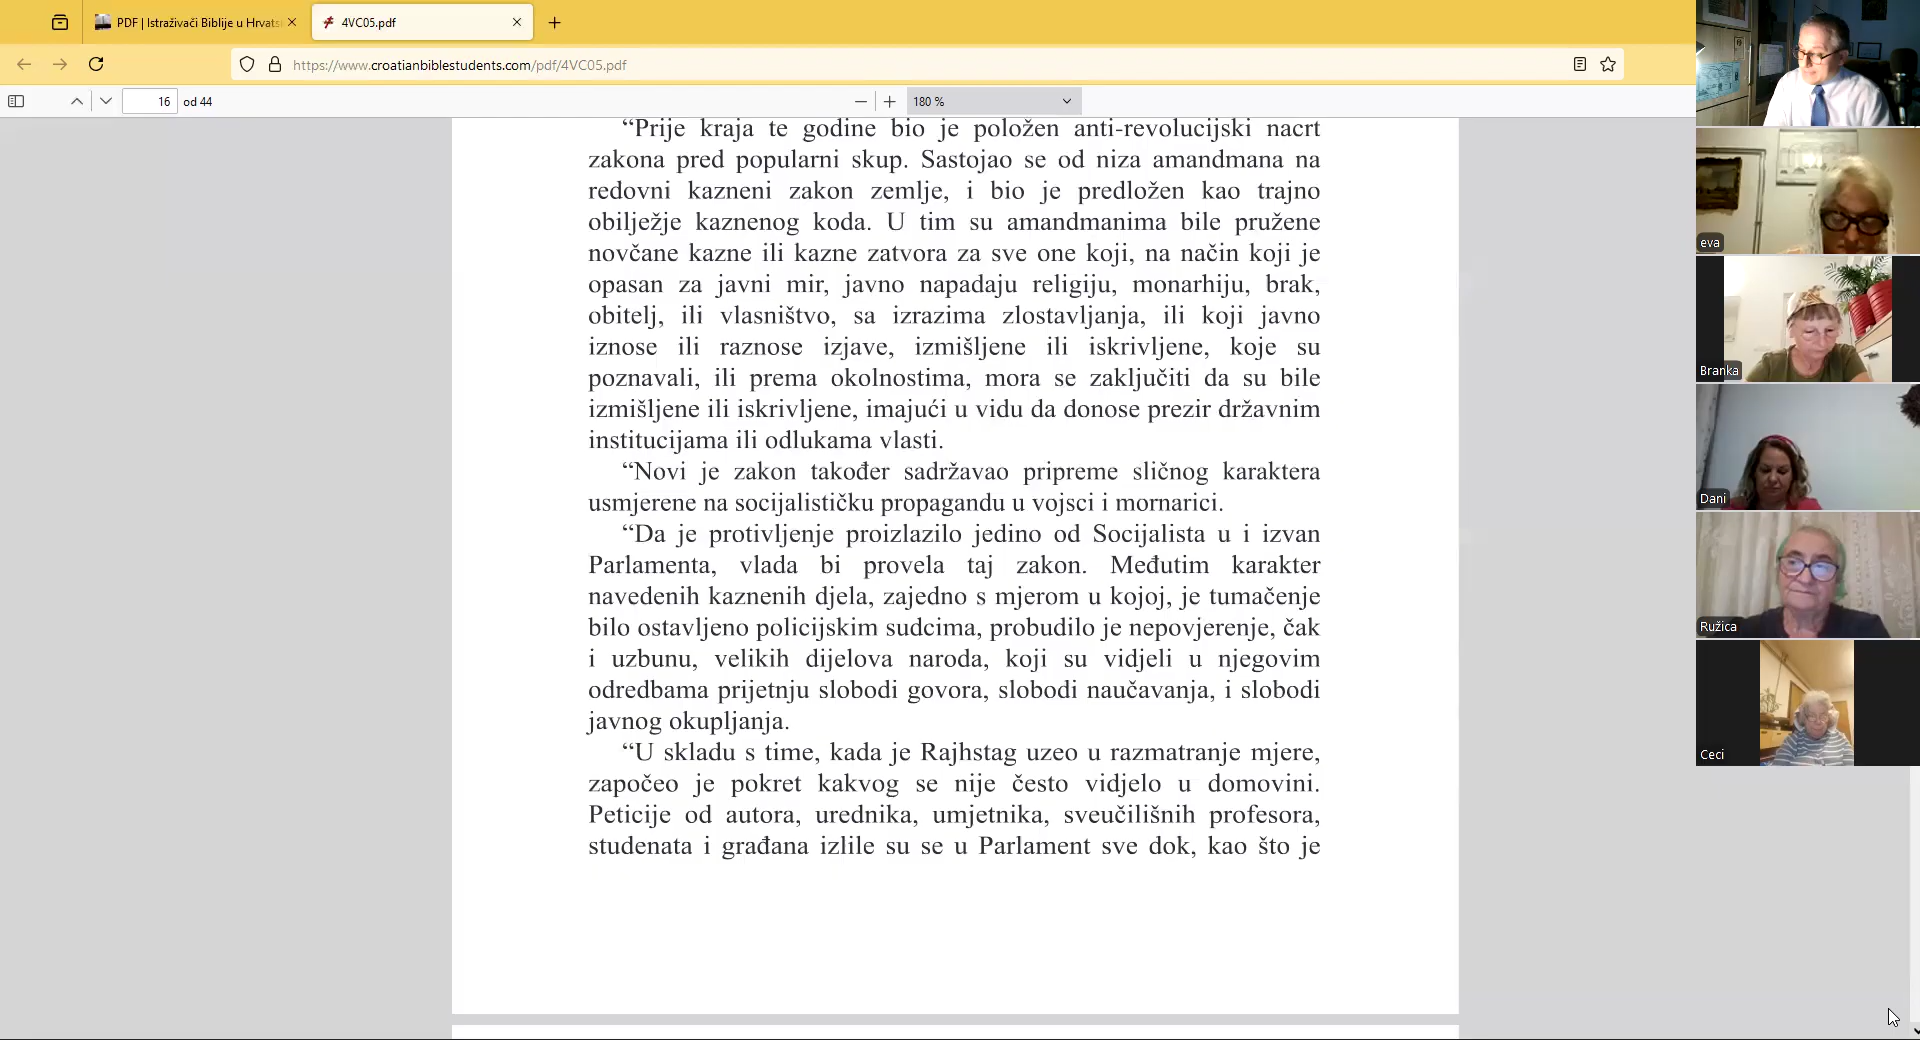 PDF | Istraživači Biblije u Hrvats
4VC05.pdf
https://www.croatianbiblestudents.com/pdf/4VC05.pdf
16 od 44
180 %
“Prije kraja te godine bio je položen anti-revolucijski nacrt
zakona pred popularni skup. Sastojao se od niza amandmana na
redovni kazneni zakon zemlje, i bio je predložen kao trajno
obilježje kaznenog koda. U tim su amandmanima bile pružene
novčane kazne ili kazne zatvora za sve one koji, na način koji je
opasan za javni mir, javno napadaju religiju, monarhiju, brak,
obitelj, ili vlasništvo, sa izrazima zlostavljanja, ili koji javno
iznose ili raznose izjave, izmišljene ili iskrivljene, koje su
poznavali, ili prema okolnostima, mora se zaključiti da su bile
izmišljene ili iskrivljene, imajući u vidu da donose prezir državnim
institucijama ili odlukama vlasti.
“Novi je zakon također sadržavao pripreme sličnog karaktera
usmjerene na socijalističku propagandu u vojsci i mornarici.
“Da je protivljenje proizlazilo jedino od Socijalista u i izvan
Parlamenta, vlada bi provela taj zakon. Međutim karakter
navedenih kaznenih djela, zajedno s mjerom u kojoj, je tumačenje
bilo ostavljeno policijskim sudcima, probudilo je nepovjerenje, čak
i uzbunu, velikih dijelova naroda, koji su vidjeli u njegovim
odredbama prijetnju slobodi govora, slobodi naučavanja, i slobodi
javnog okupljanja.
“U skladu s time, kada je Rajhstag uzeo u razmatranje mjere,
započeo je pokret kakvog se nije često vidjelo u domovini.
Peticije od autora, urednika, umjetnika, sveučilišnih profesora,
studenata i građana izlile su se u Parlament sve dok, kao što je
eva
Branka
Dani
Ružica
Ceci